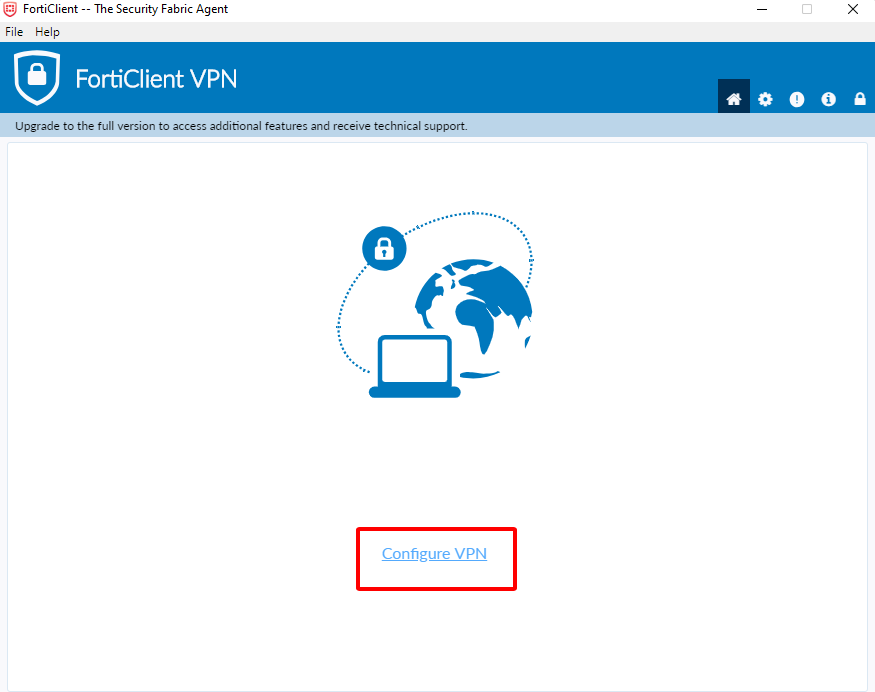 FortiClient -- The Security Fabric Agent
File Help
FortiClient VPN
Upgrade to the full version to access additional features and receive technical support.
Configure VPN